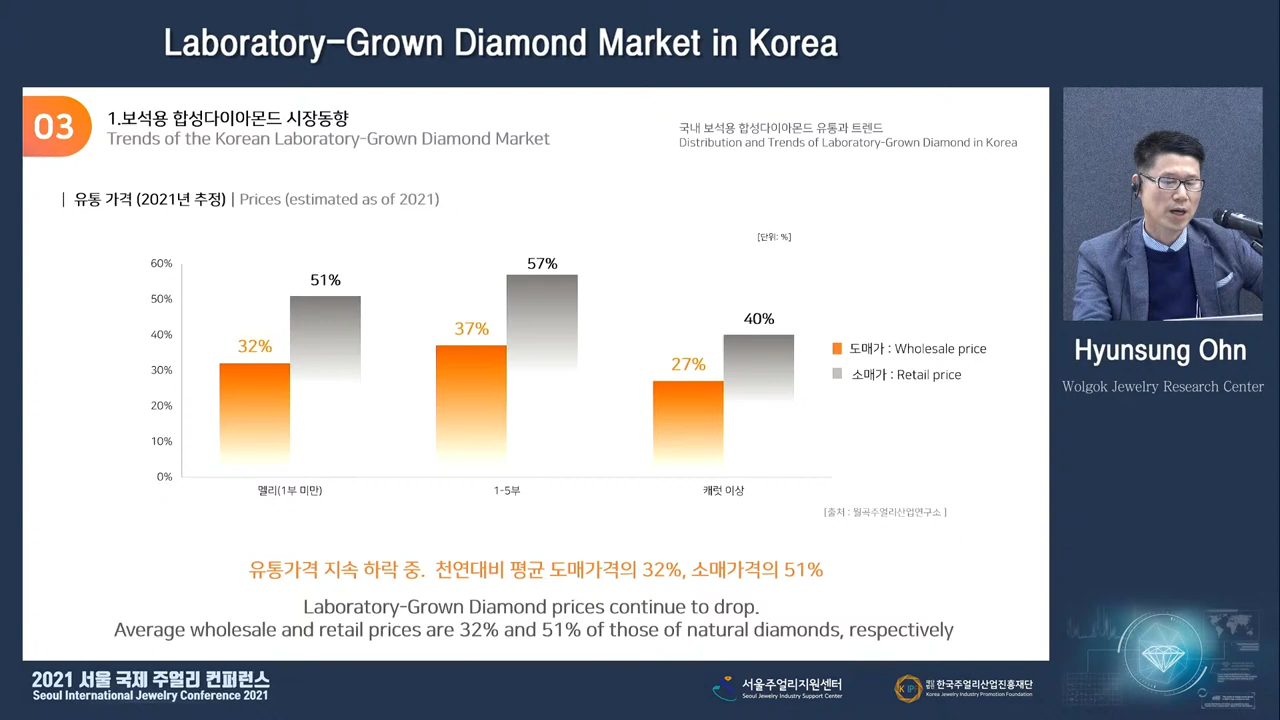 Laboratory-Grown Diamond Market in Korea
03
1.보석용 합성다이아몬드 시장동향
Trends of the Korean Laboratory-Grown Diamond Market
국내 보석용 합성다이아몬드 유통과 트렌드
Distribution and Trends of Laboratory-Grown Diamond in Korea
| 유통 가격 (2021년 추정) | Prices (estimated as of 2021)
[단위: %]
60%
50%
40%
30%
20%
10%
0%
32%
51%
37%
57%
27%
40%
멜리(1부 미만)
1-5부
캐럿 이상
도매가 : Wholesale price
소매가 : Retail price
[출처 : 월곡주얼리산업연구소 ]
유통가격 지속 하락 중. 천연대비 평균 도매가격의 32%, 소매가격의 51%
Laboratory-Grown Diamond prices continue to drop.
Average wholesale and retail prices are 32% and 51% of those of natural diamonds, respectively
Hyunsung Ohn
Wolgok Jewelry Research Center
2021 서울 국제 주얼리 컨퍼런스
Seoul International Jewelry Conference 2021
서울주얼리지원센터
Seoul Jewelry Industry Support Center
재단법인 한국주얼리산업진흥재단
Korea Jewelry Industry Promotion Foundation